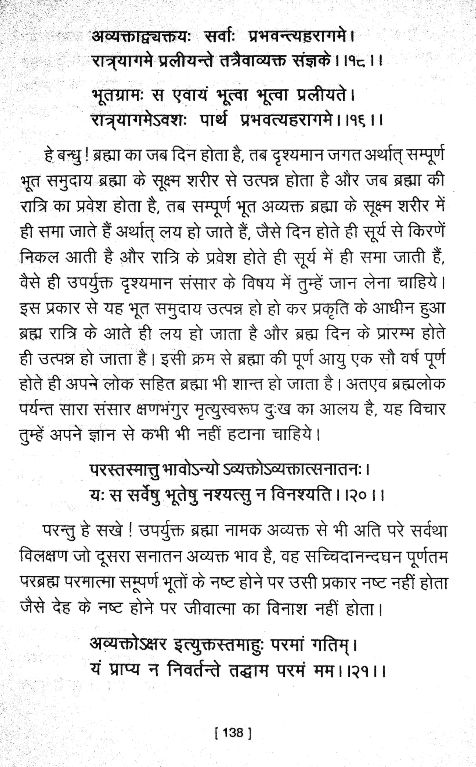 अव्यक्ताद्व्यक्तयः सर्वाः प्रभवन्त्यहरागमे।
रात्र्यागमे प्रलीयन्ते तत्रैवाव्यक्त संज्ञके।।१८।।
भूतग्रामः स एवायं भूत्वा भूत्वा प्रलीयते।
रात्र्यागमेऽवशः पार्थ प्रभवत्यहरागमे।।१९।।
हे बन्धु! ब्रह्मा का जब दिन होता है, तब दृश्यमान जगत अर्थात् सम्पूर्ण
भूत समुदाय ब्रह्मा के सूक्ष्म शरीर से उत्पन्न होता है और जब ब्रह्मा की
रात्रि का प्रवेश होता है, तब सम्पूर्ण भूत अव्यक्त ब्रह्मा के सूक्ष्म शरीर में
ही समा जाते हैं अर्थात् लय हो जाते हैं, जैसे दिन होते ही सूर्य से किरणें
निकल आती है और रात्रि के प्रवेश होते ही सूर्य में ही समा जाती हैं,
वैसे ही उपर्युक्त दृश्यमान संसार के विषय में तुम्हें जान लेना चाहिये।
इस प्रकार से यह भूत समुदाय उत्पन्न हो हो कर प्रकृति के आधीन हुआ
ब्रह्म रात्रि के आते ही लय हो जाता है और ब्रह्म दिन के प्रारम्भ होते
ही उत्पन्न हो जाता है। इसी क्रम से ब्रह्मा की पूर्ण आयु एक सौ वर्ष पूर्ण
होते ही अपने लोक सहित ब्रह्मा भी शान्त हो जाता है। अतएव ब्रह्मलोक
पर्यन्त सारा संसार क्षणभंगुर मृत्युस्वरूप दुःख का आलय है, यह विचार
तुम्हें अपने ज्ञान से कभी भी नहीं हटाना चाहिये।
परस्तस्मात्तु भावोऽन्यो ऽव्यक्तोऽव्यक्तात्सनातनः।
यः स सर्वेषु भूतेषु नश्यत्सु न विनश्यति।।२०।।
परन्तु हे सखे! उपर्युक्त ब्रह्मा नामक अव्यक्त से भी अति परे सर्वथा
विलक्षण जो दूसरा सनातन अव्यक्त भाव है, वह सच्चिदानन्दघन पूर्णतम
परब्रह्म परमात्मा सम्पूर्ण भूतों के नष्ट होने पर उसी प्रकार नष्ट नहीं होता
जैसे देह के नष्ट होने पर जीवात्मा का विनाश नहीं होता।
अव्यक्तोऽक्षर इत्युक्तस्तमाहुः परमां गतिम्।
यं प्राप्य न निवर्तन्ते तद्धाम परमं मम।।२१।।
[ 138 ]